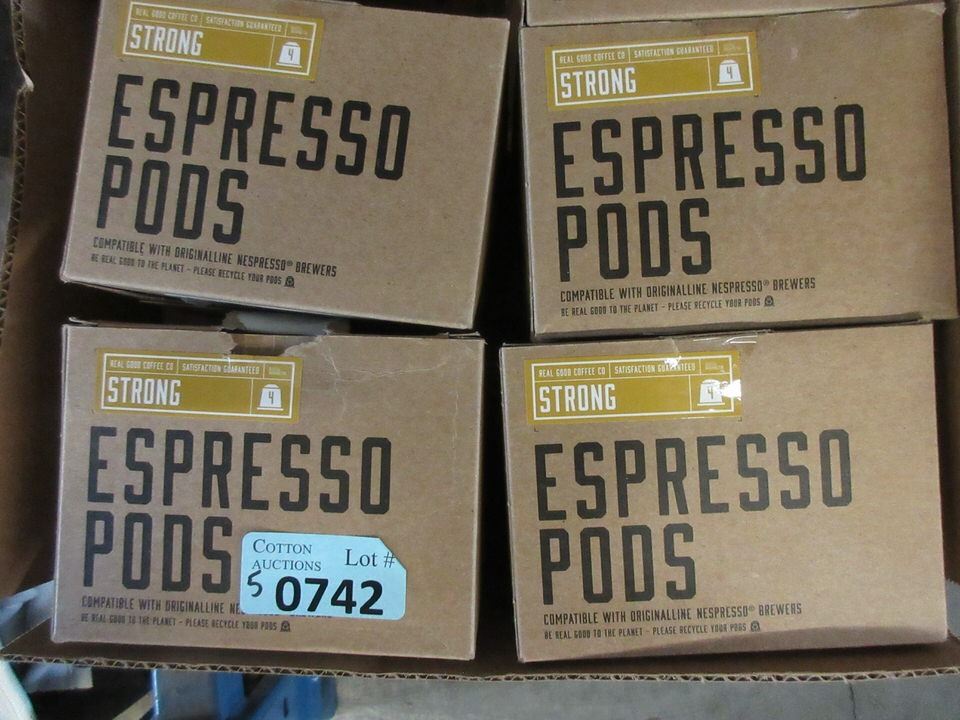 REAL GOOD COFFEE CO SATISFACTION GUARANTEED
STRONG 4
ESPRESSO
PODS
COMPATIBLE WITH ORIGINALLINE NESPRESSO® BREWERS
BE REAL GOOD TO THE PLANET - PLEASE RECYCLE YOUR PODS
REAL GOOD COFFEE CO SATISFACTION GUARANTEED
STRONG 4
ESPRESSO
PODS
COMPATIBLE WITH ORIGINALLINE NESPRESSO® BREWERS
BE REAL GOOD TO THE PLANET - PLEASE RECYCLE YOUR PODS
REAL GOOD COFFEE CO SATISFACTION GUARANTEED
STRONG 4
ESPRESSO
PODS
COMPATIBLE WITH ORIGINALLINE NE
BE REAL GOOD TO THE PLANET - PLEASE RECYCLE YOUR PODS
COTTON
AUCTIONS Lot #
5 0742
REAL GOOD COFFEE CO SATISFACTION GUARANTEED
STRONG 4
ESPRESSO
PODS
COMPATIBLE WITH ORIGINALLINE NESPRESSO® BREWERS
BE REAL GOOD TO THE PLANET - PLEASE RECYCLE YOUR PODS